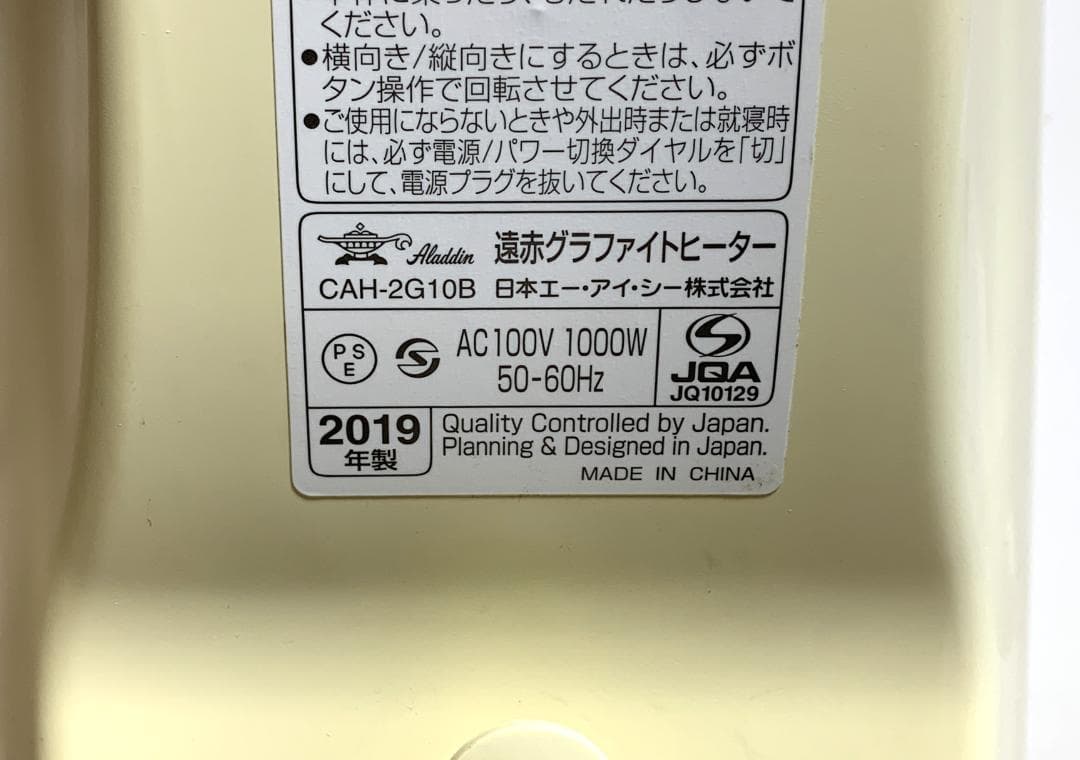 ください。
●横向き/縦向きにするときは、必ずボ
タン操作で回転させてください。
●ご使用にならないときや外出時または就寝時
には、必ず電源/パワー切換ダイヤルを「切」
にして、電源プラグを抜いてください。
Aladdin 遠赤グラファイトヒーター
CAH-2G10B 日本エー・アイ・シー株式会社
PSE AC100V 1000W
50-60Hz
JQA
JQ10129
2019
年製
Quality Controlled by Japan.
Planning & Designed in Japan.
MADE IN CHINA